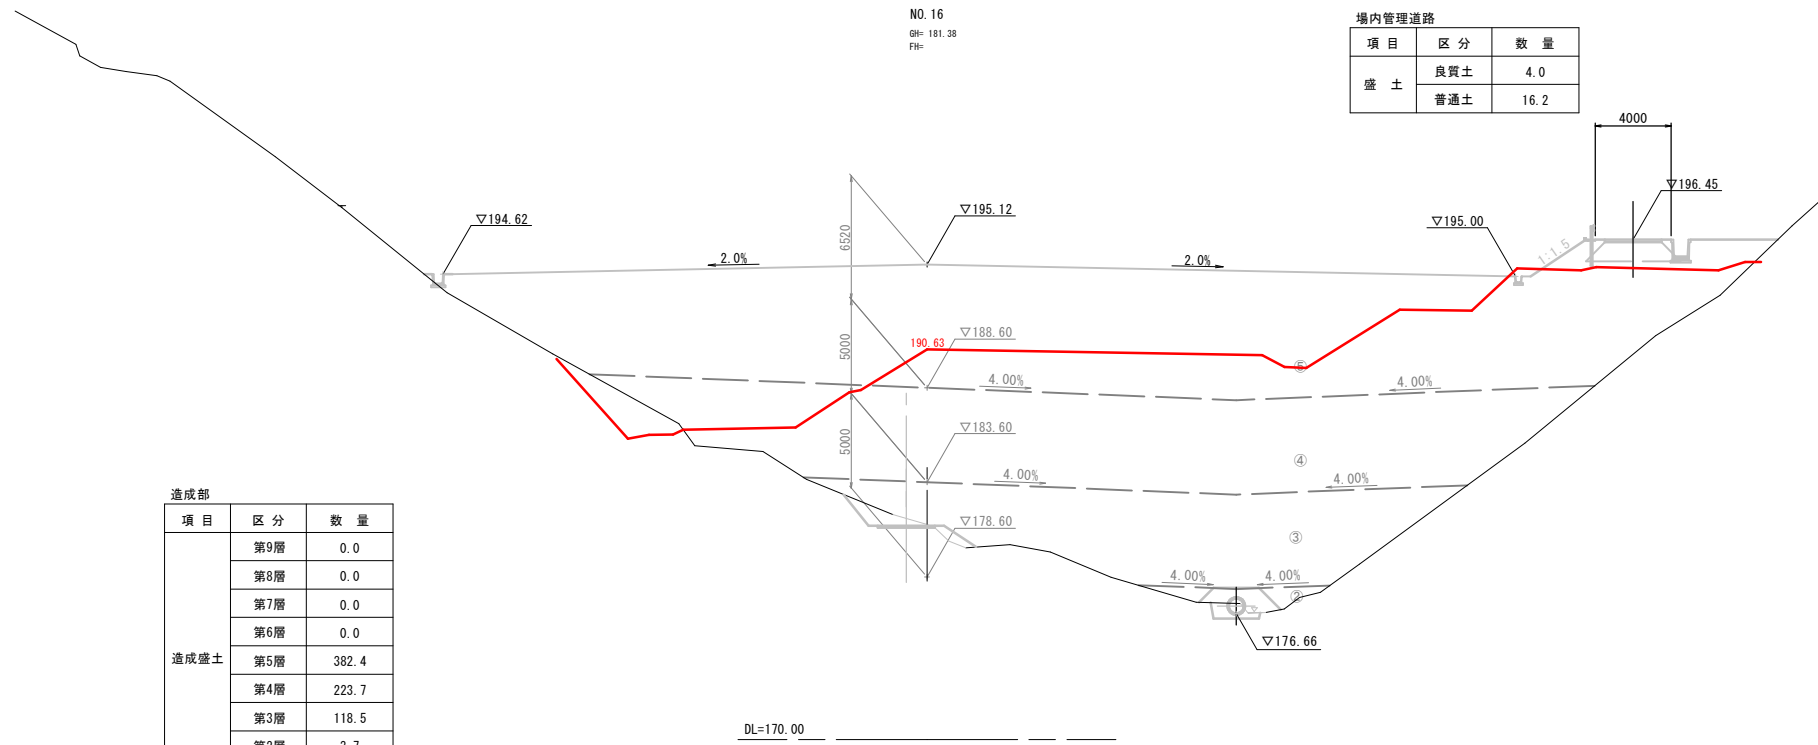 NO. 16
GH= 181.38
FH=
場内管理道路
項 目 区 分 数 量
盛 土 良質土 4.0
普通土 16.2
4000
▽196.45
▽194.62
▽195.12
▽195.00
1:1.5
6520
2.0%
2.0%
▽188.60
190.63
5000
⑤
4.00%
4.00%
▽183.60
5000
④
4.00%
4.00%
▽178.60
③
4.00%
4.00%
②
▽176.66
造成部
項 目 区 分 数 量
造成盛土
第9層 0.0
第8層 0.0
第7層 0.0
第6層 0.0
第5層 382.4
第4層 223.7
第3層 118.5
第2層 3.7
DL=170.00